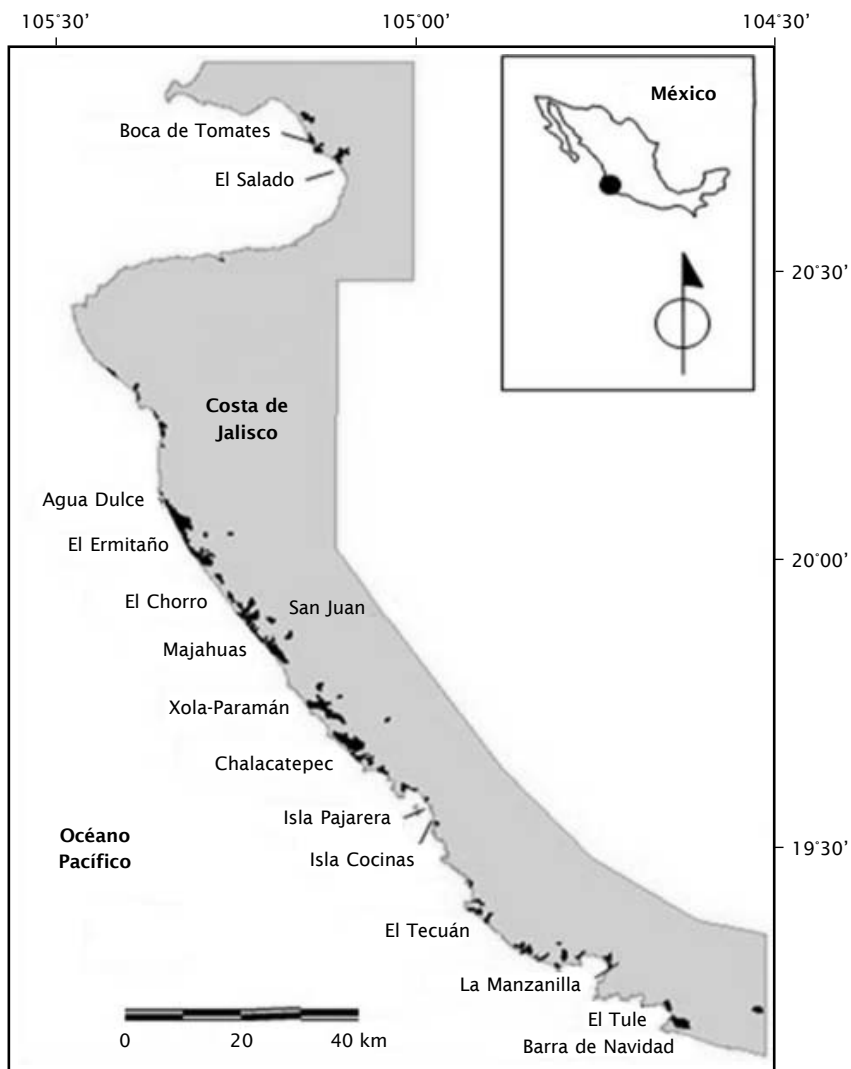 105°30’
105°00’
104°30’
México
Boca de Tomates
El Salado
20°30’
Costa de
Jalisco
Agua Dulce
El Ermitaño
20°00’
El Chorro
San Juan
Majahuas
Xola-Paramán
Chalacatepec
Isla Pajarera
Océano
Pacífico
Isla Cocinas
19°30’
El Tecuán
La Manzanilla
El Tule
Barra de Navidad
0 20 40 km